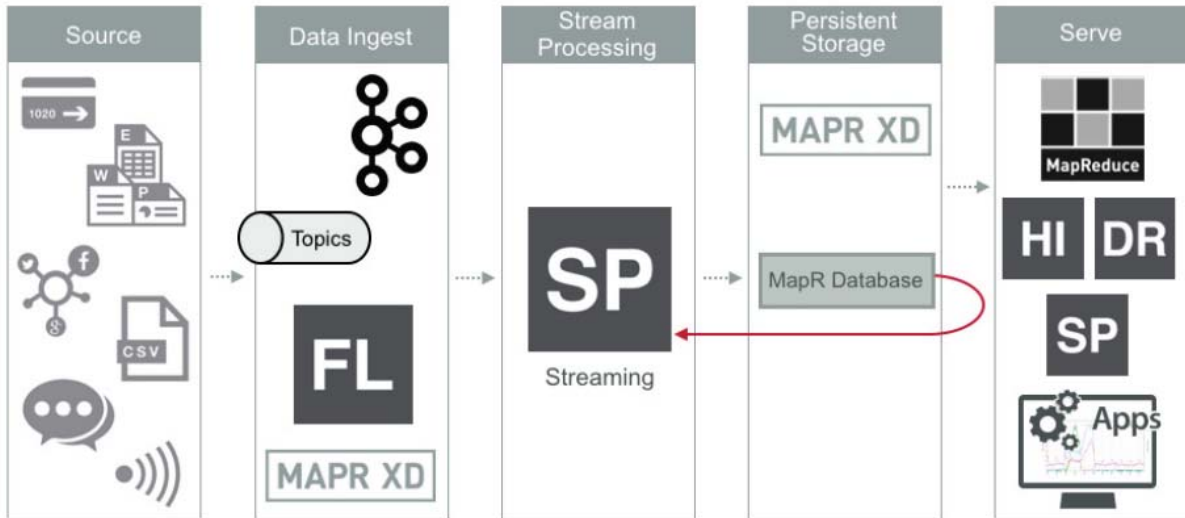 Source
1020
E
W
P
CSV
Data Ingest
Topics
FL
MAPR XD
Stream
Processing
SP
Streaming
Persistent
Storage
MAPR XD
MapR Database
Serve
MapReduce
HI
DR
SP
Apps